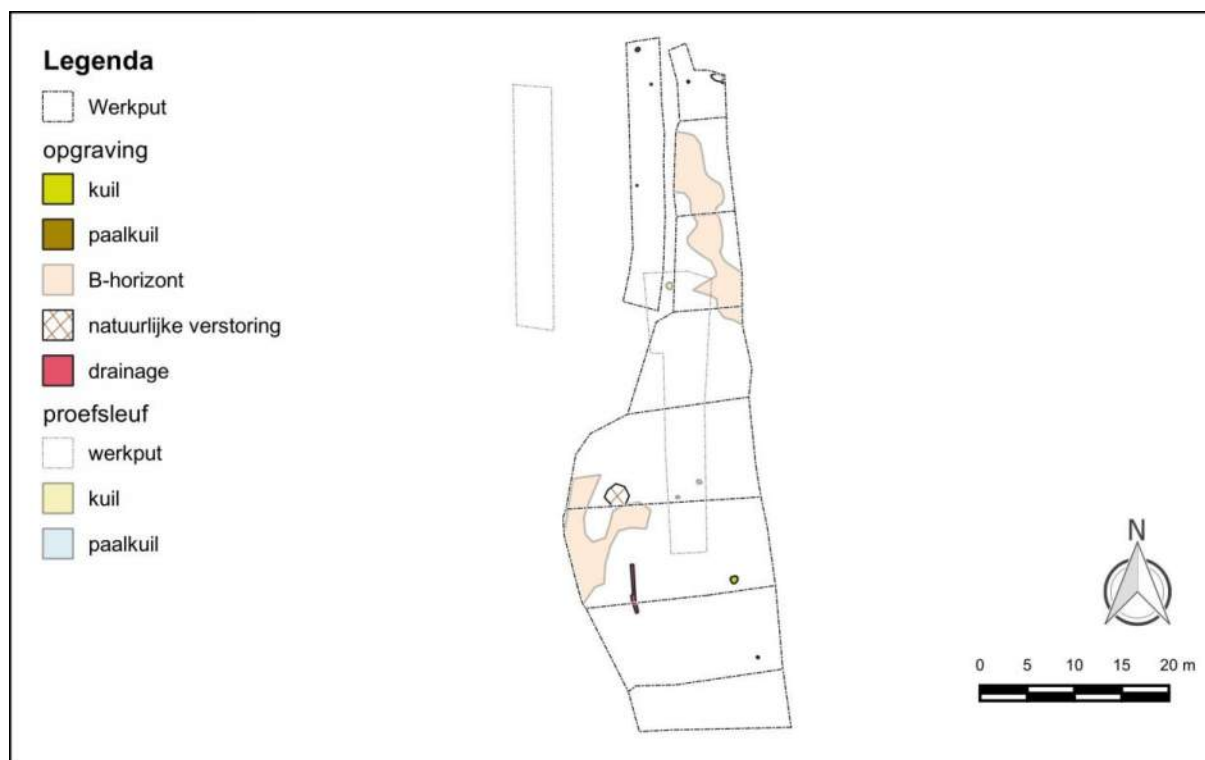 Legenda
Werkput
opgraving
kuil
paalkuil
B-horizont
natuurlijke verstoring
drainage
proefsleuf
werkput
kuil
paalkuil
N
0 5 10 15 20 m